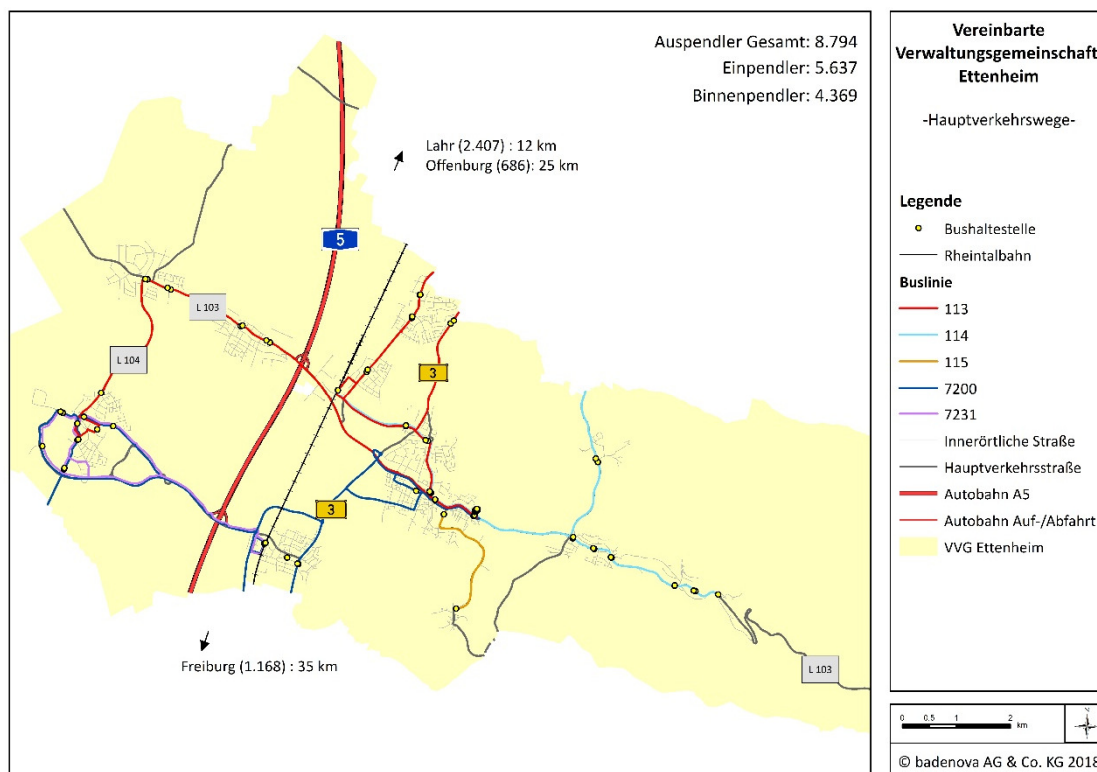 Auspendler Gesamt: 8.794
Einpendler: 5.637
Binnenpendler: 4.369
Lahr (2.407) : 12 km
Offenburg (686): 25 km
5
L 103
L 104
3
3
Freiburg (1.168) : 35 km
L 103
Vereinbarte
Verwaltungsgemeinschaft
Ettenheim
-Hauptverkehrswege-
Legende
Bushaltestelle
Rheintalbahn
Buslinie
113
114
115
7200
7231
Innerörtliche Straße
Hauptverkehrsstraße
Autobahn A5
Autobahn Auf-/Abfahrt
VVG Ettenheim
0 0.5 1 2
km
© badenova AG & Co. KG 2018